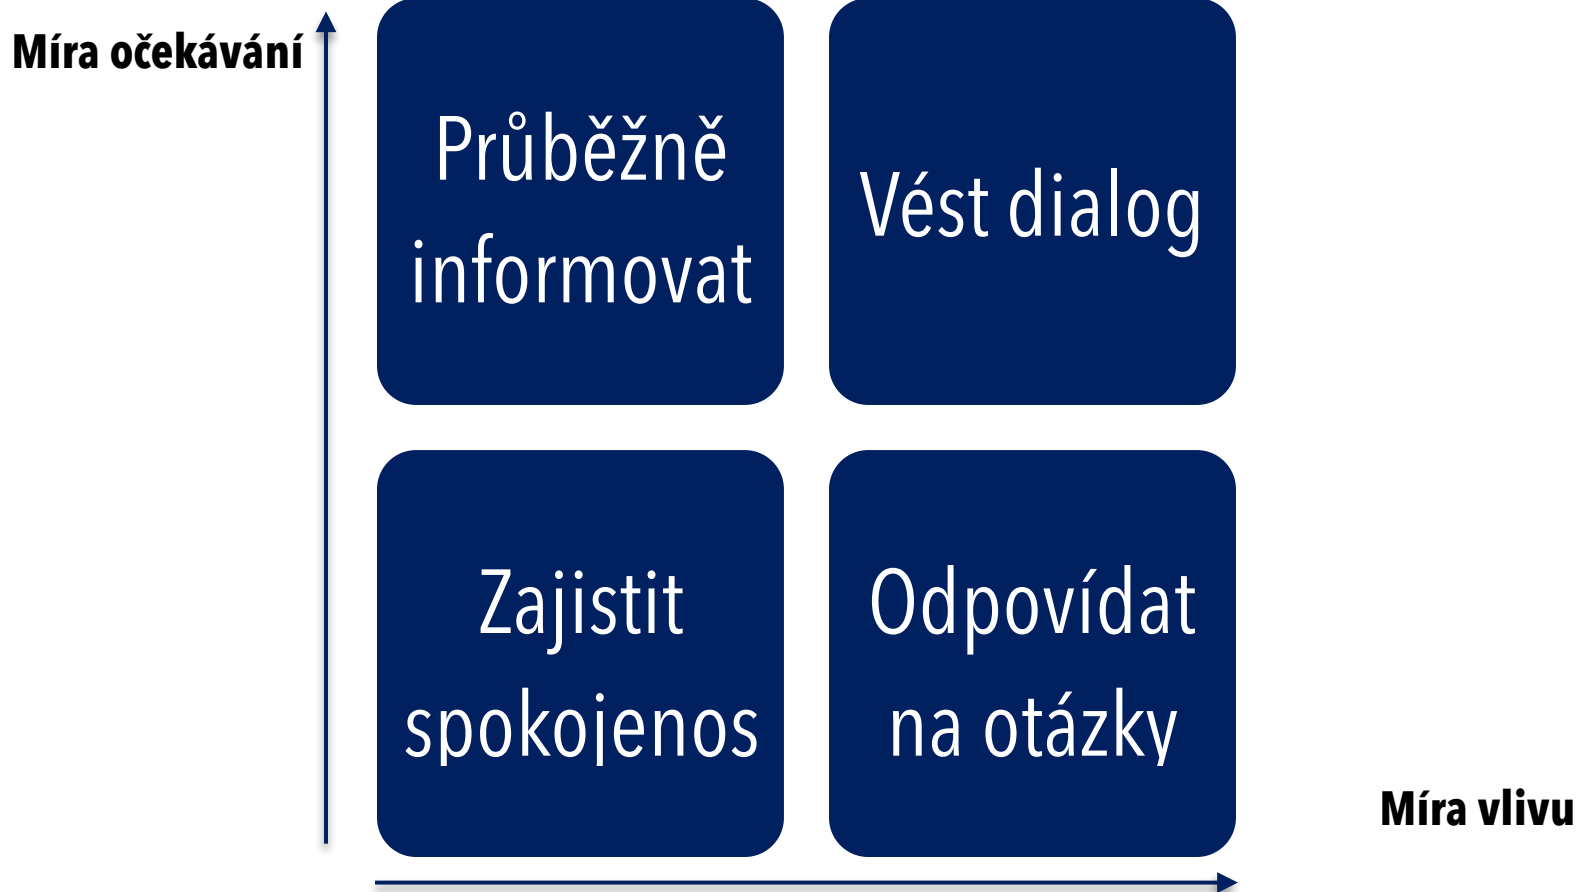 Míra očekávání
Průběžně
informovat
Vést dialog
Zajistit
spokojenos
Odpovídat
na otázky
Míra vlivu